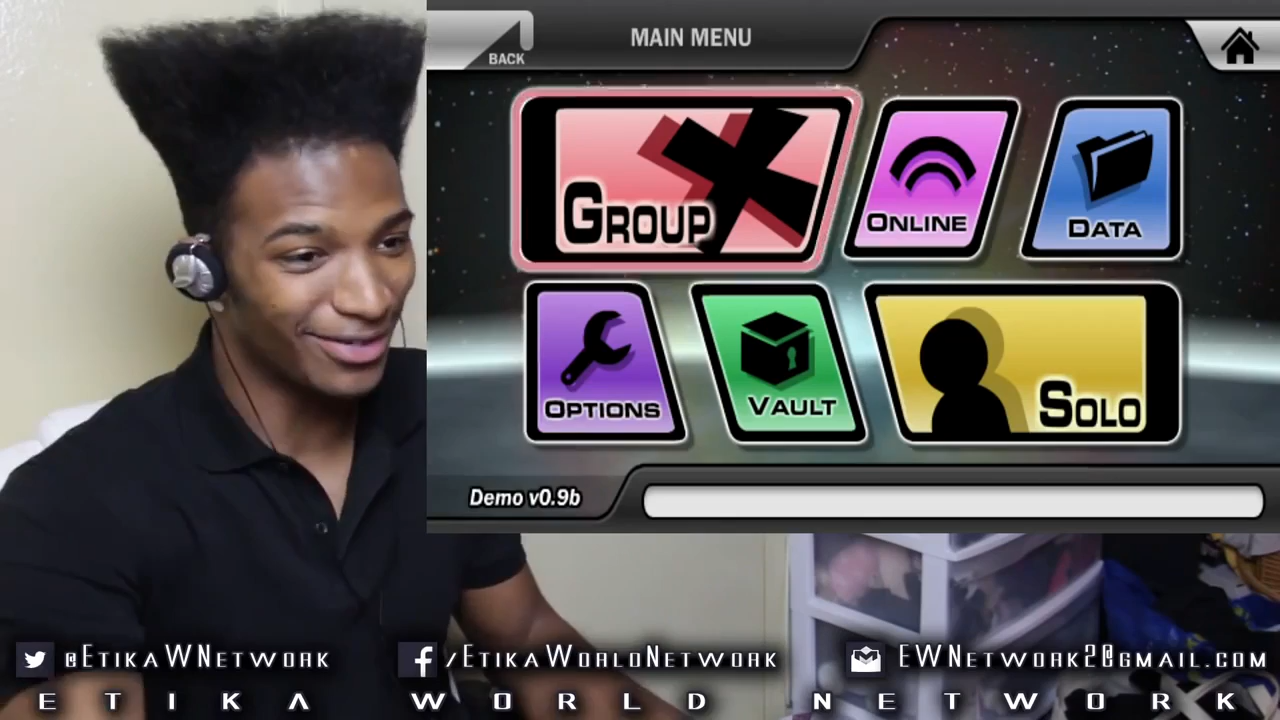 MAIN MENU
BACK
GROUP
ONLINE
DATA
OPTIONS
VAULT
SOLO
Demo v0.9b
@ETIKAWNETWORK
/ETIKAWORLDNETWORK
EWNETWORK2@GMAIL.COM
ETIKA WORLD NETWORK